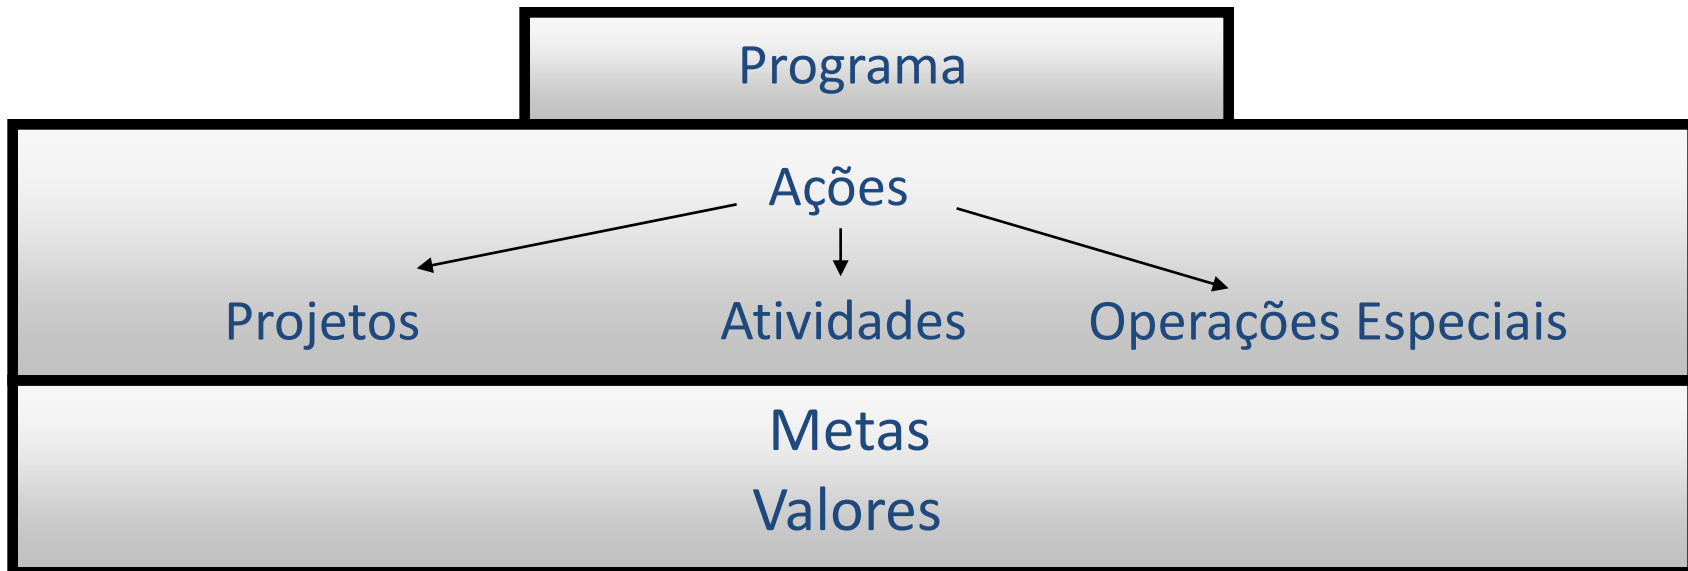 Programa
Ações
Projetos Atividades Operações Especiais
Metas
Valores